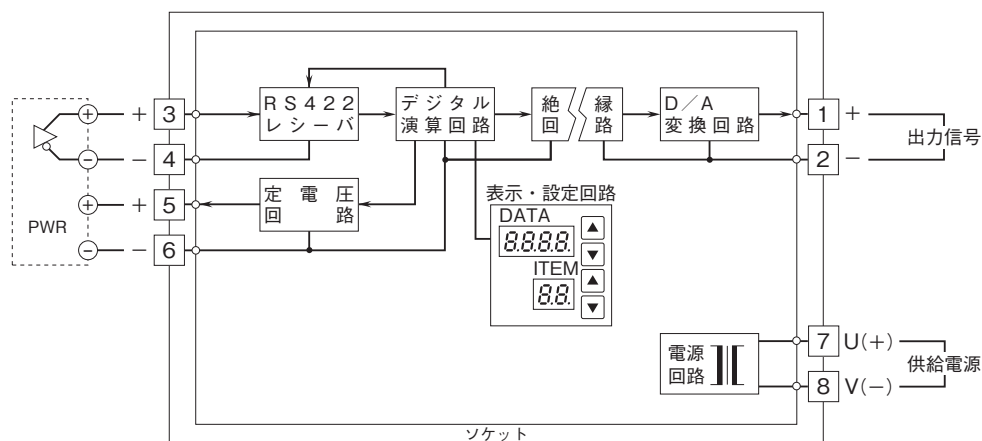 + + 3 RS422 レシーバ デジタル 演算回路 絶縁 回路 D/A 変換回路 1 +
出力信号
− − 4 2 −
+ + 5 定電圧 回路
PWR
− − 6
表示・設定回路
DATA
8.8.8.8. ▲
▼
ITEM
8.8. ▲
▼
電源 回路 7 U(+)
供給電源
8 V(−)
ソケット